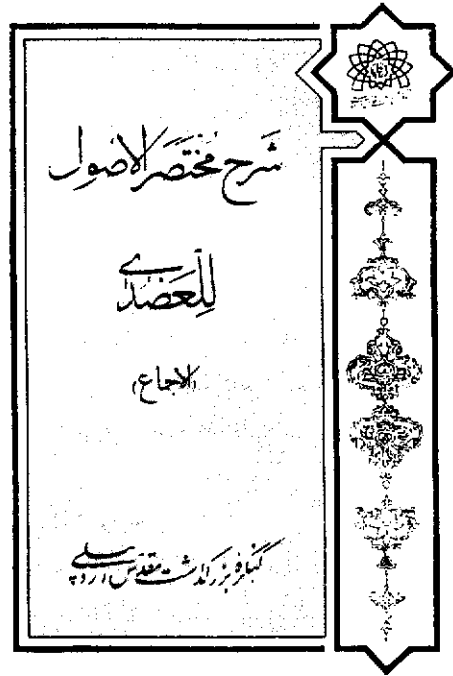 شرح مختصر الاصول
للعضدی
(الاجماع)
کنگره بزرگداشت مقدس اردبیلی